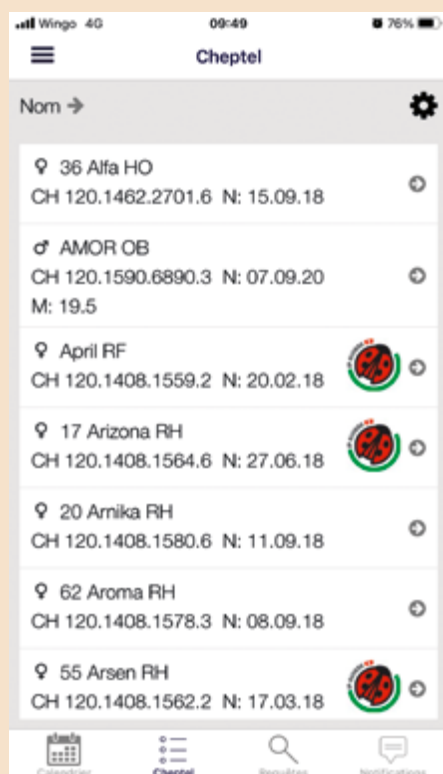 Wingo 4G 09:49 76%
Cheptel
Nom
36 Alfa HO
CH 120.1462.2701.6 N: 15.09.18
AMOR OB
CH 120.1590.6890.3 N: 07.09.20
M: 19.5
April RF
CH 120.1408.1559.2 N: 20.02.18
17 Arizona RH
CH 120.1408.1564.6 N: 27.06.18
20 Arnika RH
CH 120.1408.1580.6 N: 11.09.18
62 Aroma RH
CH 120.1408.1578.3 N: 08.09.18
55 Arsen RH
CH 120.1408.1562.2 N: 17.03.18
Calendrier Cheptel Requêtes Notifications